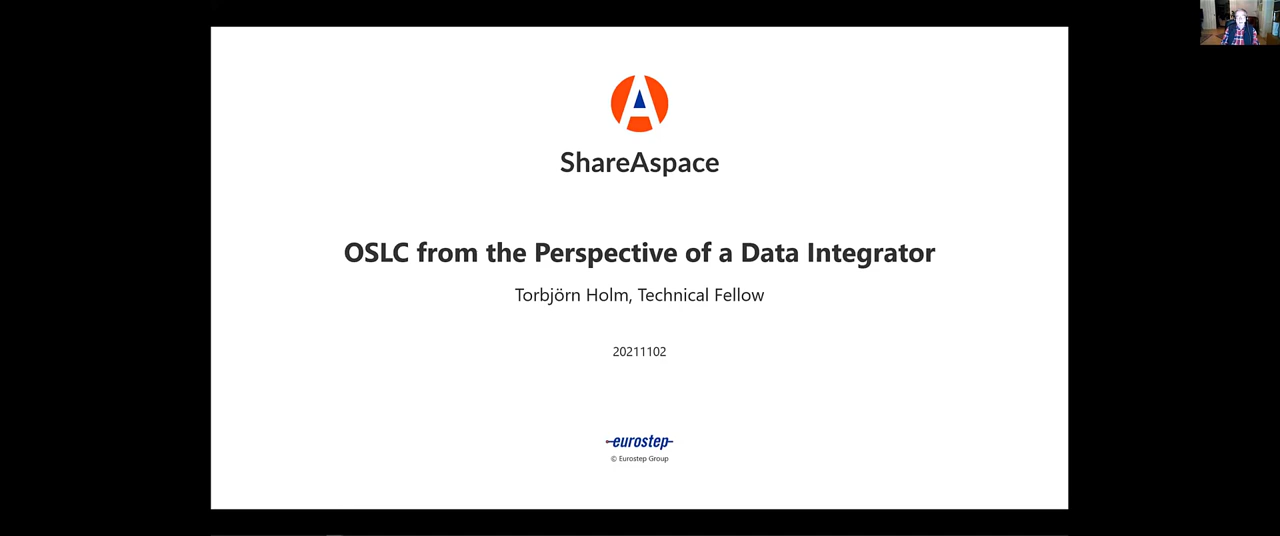 ShareAspace
OSLC from the Perspective of a Data Integrator
Torbjörn Holm, Technical Fellow
20211102
eurostep
© Eurostep Group